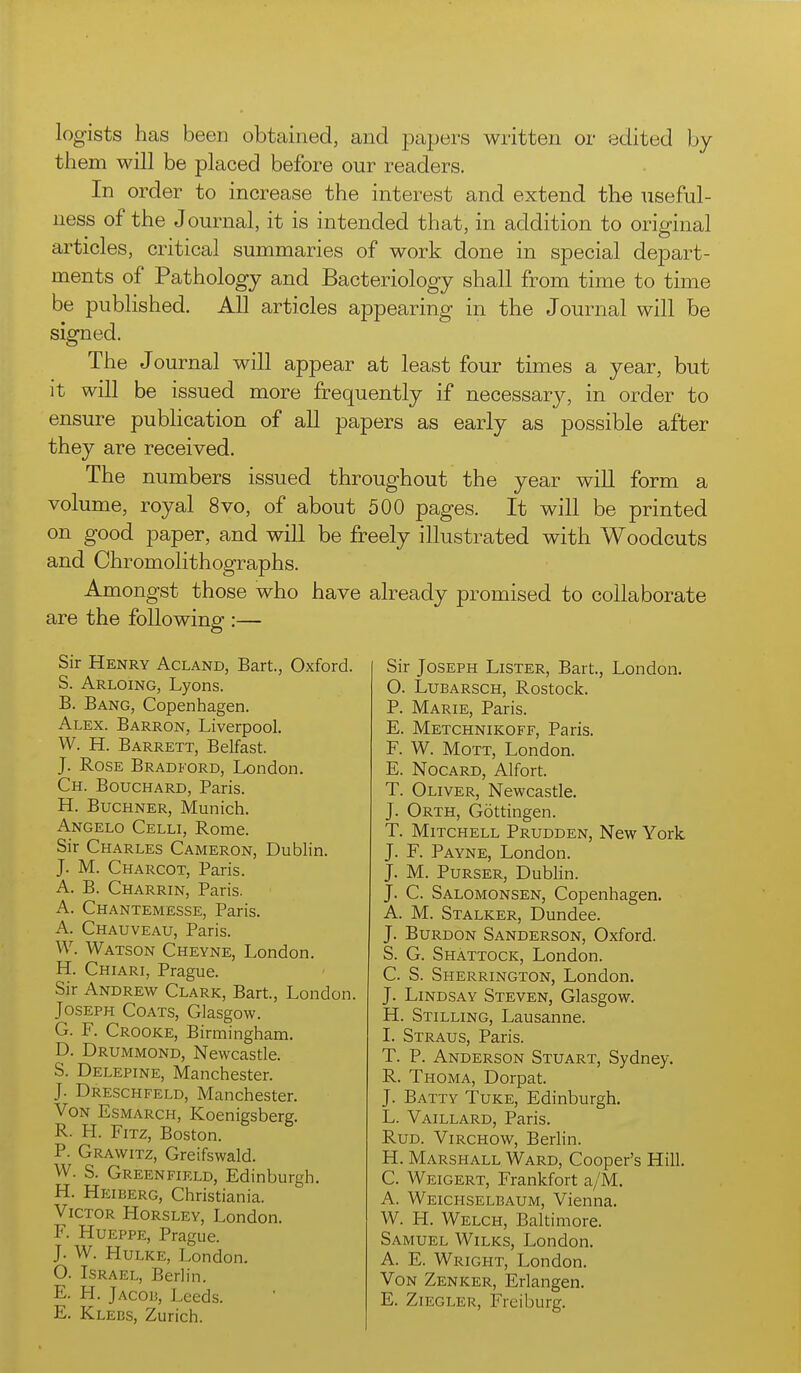 logists has been obtained, and papers written or edited by
them will be placed before our readers.
In order to increase the interest and extend the useful-
ness of the Journal, it is intended that, in addition to original
articles, critical summaries of work done in special depart-
ments of Pathology and Bacteriology shall from time to time
be published. All articles appearing in the Journal will be
signed.
The Journal will appear at least four times a year, but
it will be issued more frequently if necessary, in order to
ensure publication of all papers as early as possible after
they are received.
The numbers issued throughout the year will form a
volume, royal 8vo, of about 500 pages. It will be printed
on good paper, and will be freely illustrated with Woodcuts
and Chromolithographs.
Amongst those who have already promised to collaborate
are the following :—
Sir Henry Acland, Bart., Oxford.
S. Arloing, Lyons.
B. Bang, Copenhagen.
Alex. Barron, Liverpool.
W. H. Barrett, Belfast.
J. Rose Bradford, London.
Ch. Bouchard, Paris.
H. Buchner, Munich.
Angelo Celli, Rome.
Sir Charles Cameron, Dublin.
J. M. Charcot, Paris.
A. B. Charrin, Paris.
A. Chantemesse, Paris.
A. Chauveau, Paris.
W. Watson Cheyne, London.
H. Chiari, Prague.
Sir Andrew Clark, Bart., London.
Joseph Coats, Glasgow.
G. F. Crooke, Birmingham.
D. Drummond, Newcastle.
S. Delepine, Manchester.
J. Dreschfeld, Manchester.
Von Esmarch, Koenigsberg.
R. H. Fitz, Boston.
P. Grawitz, Greifswald.
W. S. Greenfield, Edinburgh.
H. Heiberg, Christiania.
Victor Horsley, London.
F. Hueppe, Prague.
J. W. Hulke, London.
O. Israel, Berlin.
E. H. Jacob, Leeds.
E. Klebs, Zurich.
Sir Joseph Lister, Bart., London.
O. Lubarsch, Rostock.
P. Marie, Paris.
E. Metchnikoff, Paris.
F. W. Mott, London.
E. Nocard, Alfort.
T. Oliver, Newcastle.
J. Orth, Göttingen.
T. Mitchell Prudden, New York
J. F. Payne, London.
J. M. Purser, Dublin.
J. C. Salomonsen, Copenhagen.
A. M. Stalker, Dundee.
J. Burdon Sanderson, Oxford.
S. G. Shattock, London.
C. S. Sherrington, London.
J. Lindsay Steven, Glasgow.
H. Stilling, Lausanne.
I. Straus, Paris.
T. P. Anderson Stuart, Sydney.
R. Thoma, Dorpat.
J. Batty Tuke, Edinburgh.
L. Vaillard, Paris.
Rud. Virchow, Berlin.
H. Marshall Ward, Cooper's Hill.
C. Weigert, Frankfort a/M.
A. Weichselbaum, Vienna.
W. H. Welch, Baltimore.
Samuel Wilks, London.
A. E. Wright, London.
Von Zenker, Erlangen.
E. Ziegler, Freiburg.